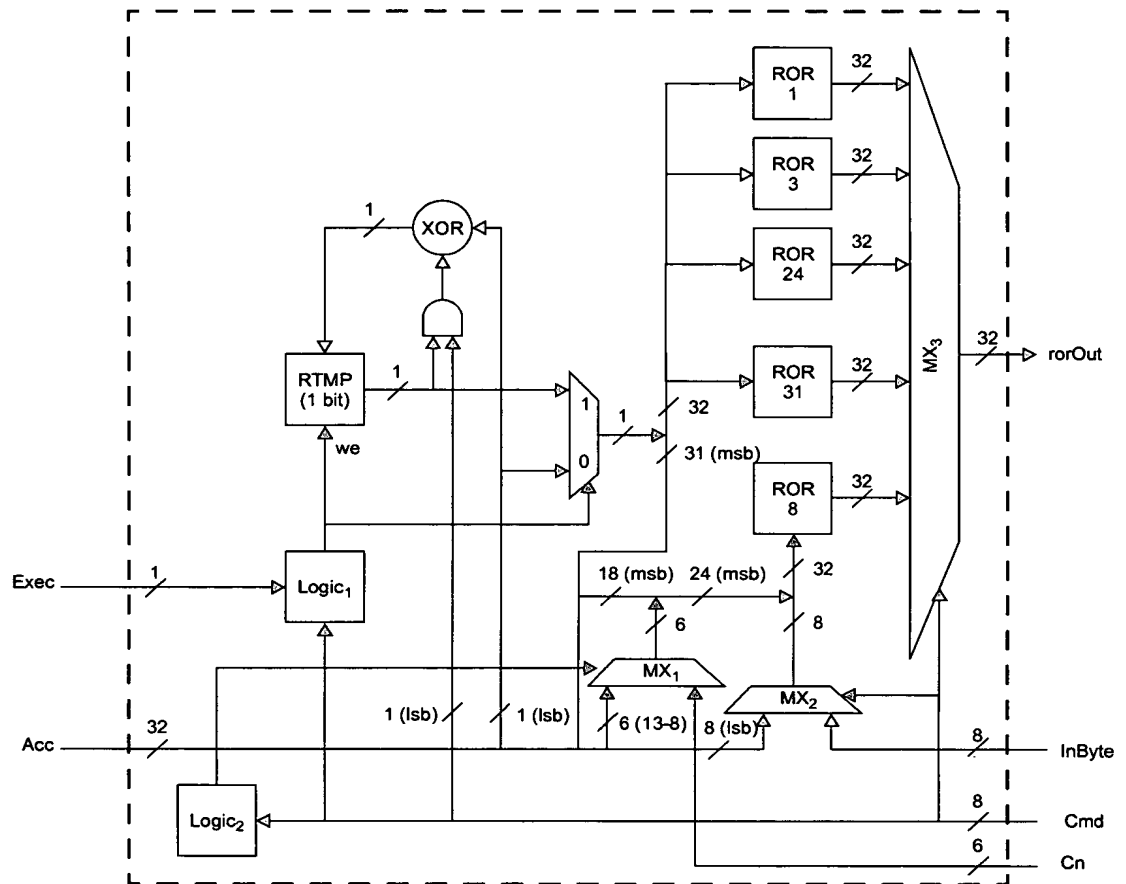 32
ROR
1
32
ROR
3
1
XOR
32
ROR
24
RTMP
(1 bit)
1
we
1
0
1
32
31 (msb)
32
ROR
31
MX3
32
rorOut
32
ROR
8
Exec
1
Logic1
18 (msb)
24 (msb)
32
6
8
MX1
MX2
1 (lsb)
1 (lsb)
6 (13–8)
8 (lsb)
Acc
32
8
InByte
Logic2
8
Cmd
6
Cn